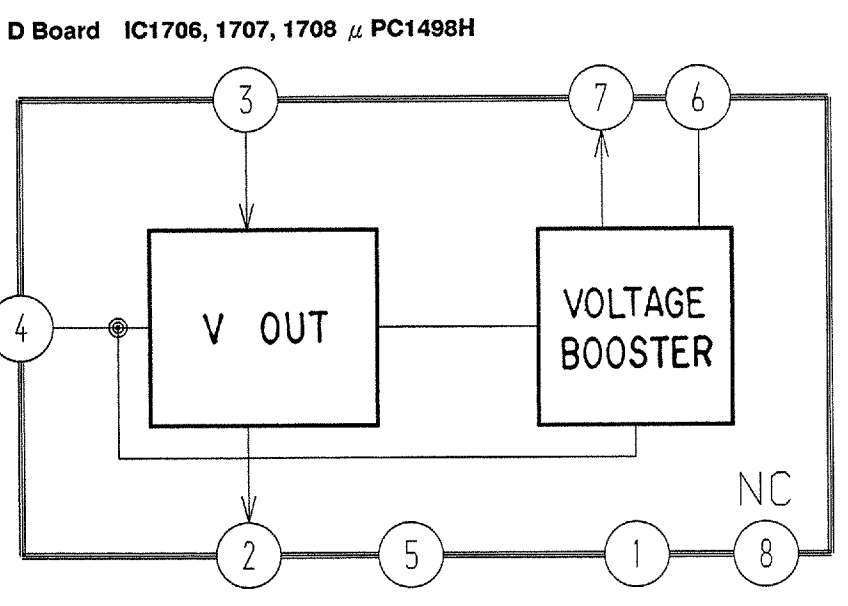 D Board IC1706, 1707, 1708 μ PC1498H
3
7
6
4
V OUT
VOLTAGE
BOOSTER
NC
2
5
1
8